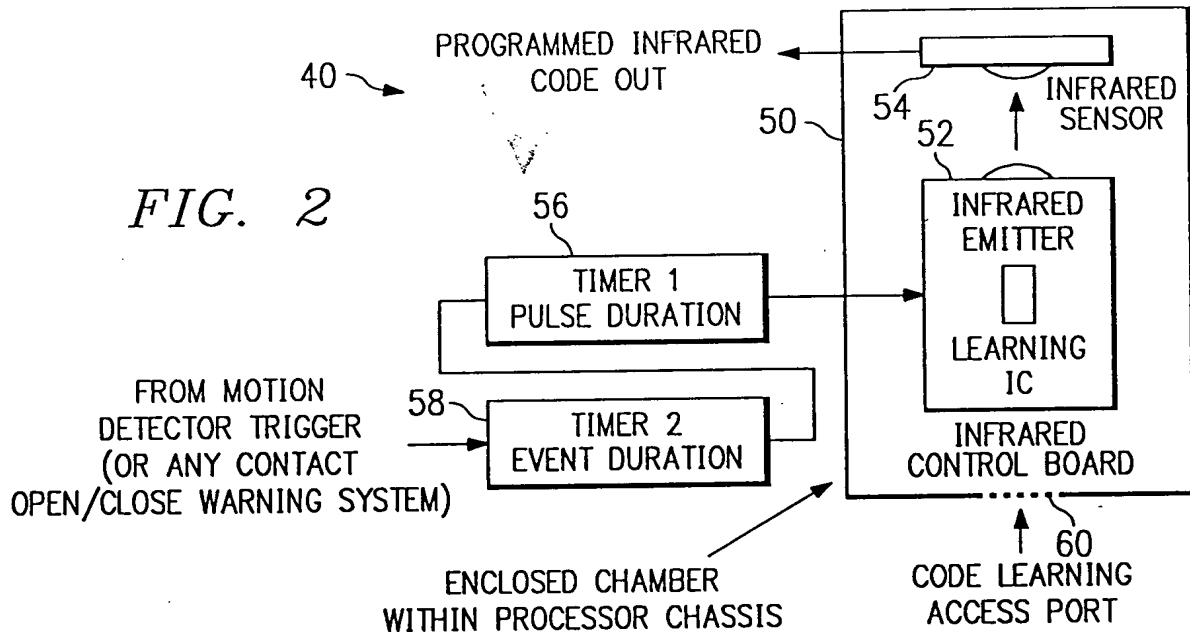 PROGRAMMED INFRARED
CODE OUT
40
54
INFRARED
SENSOR
50
52
FIG. 2
INFRARED
EMITTER
LEARNING
IC
56
TIMER 1
PULSE DURATION
FROM MOTION
DETECTOR TRIGGER
(OR ANY CONTACT
OPEN/CLOSE WARNING SYSTEM)
58
TIMER 2
EVENT DURATION
INFRARED
CONTROL BOARD
60
ENCLOSED CHAMBER
WITHIN PROCESSOR CHASSIS
CODE LEARNING
ACCESS PORT